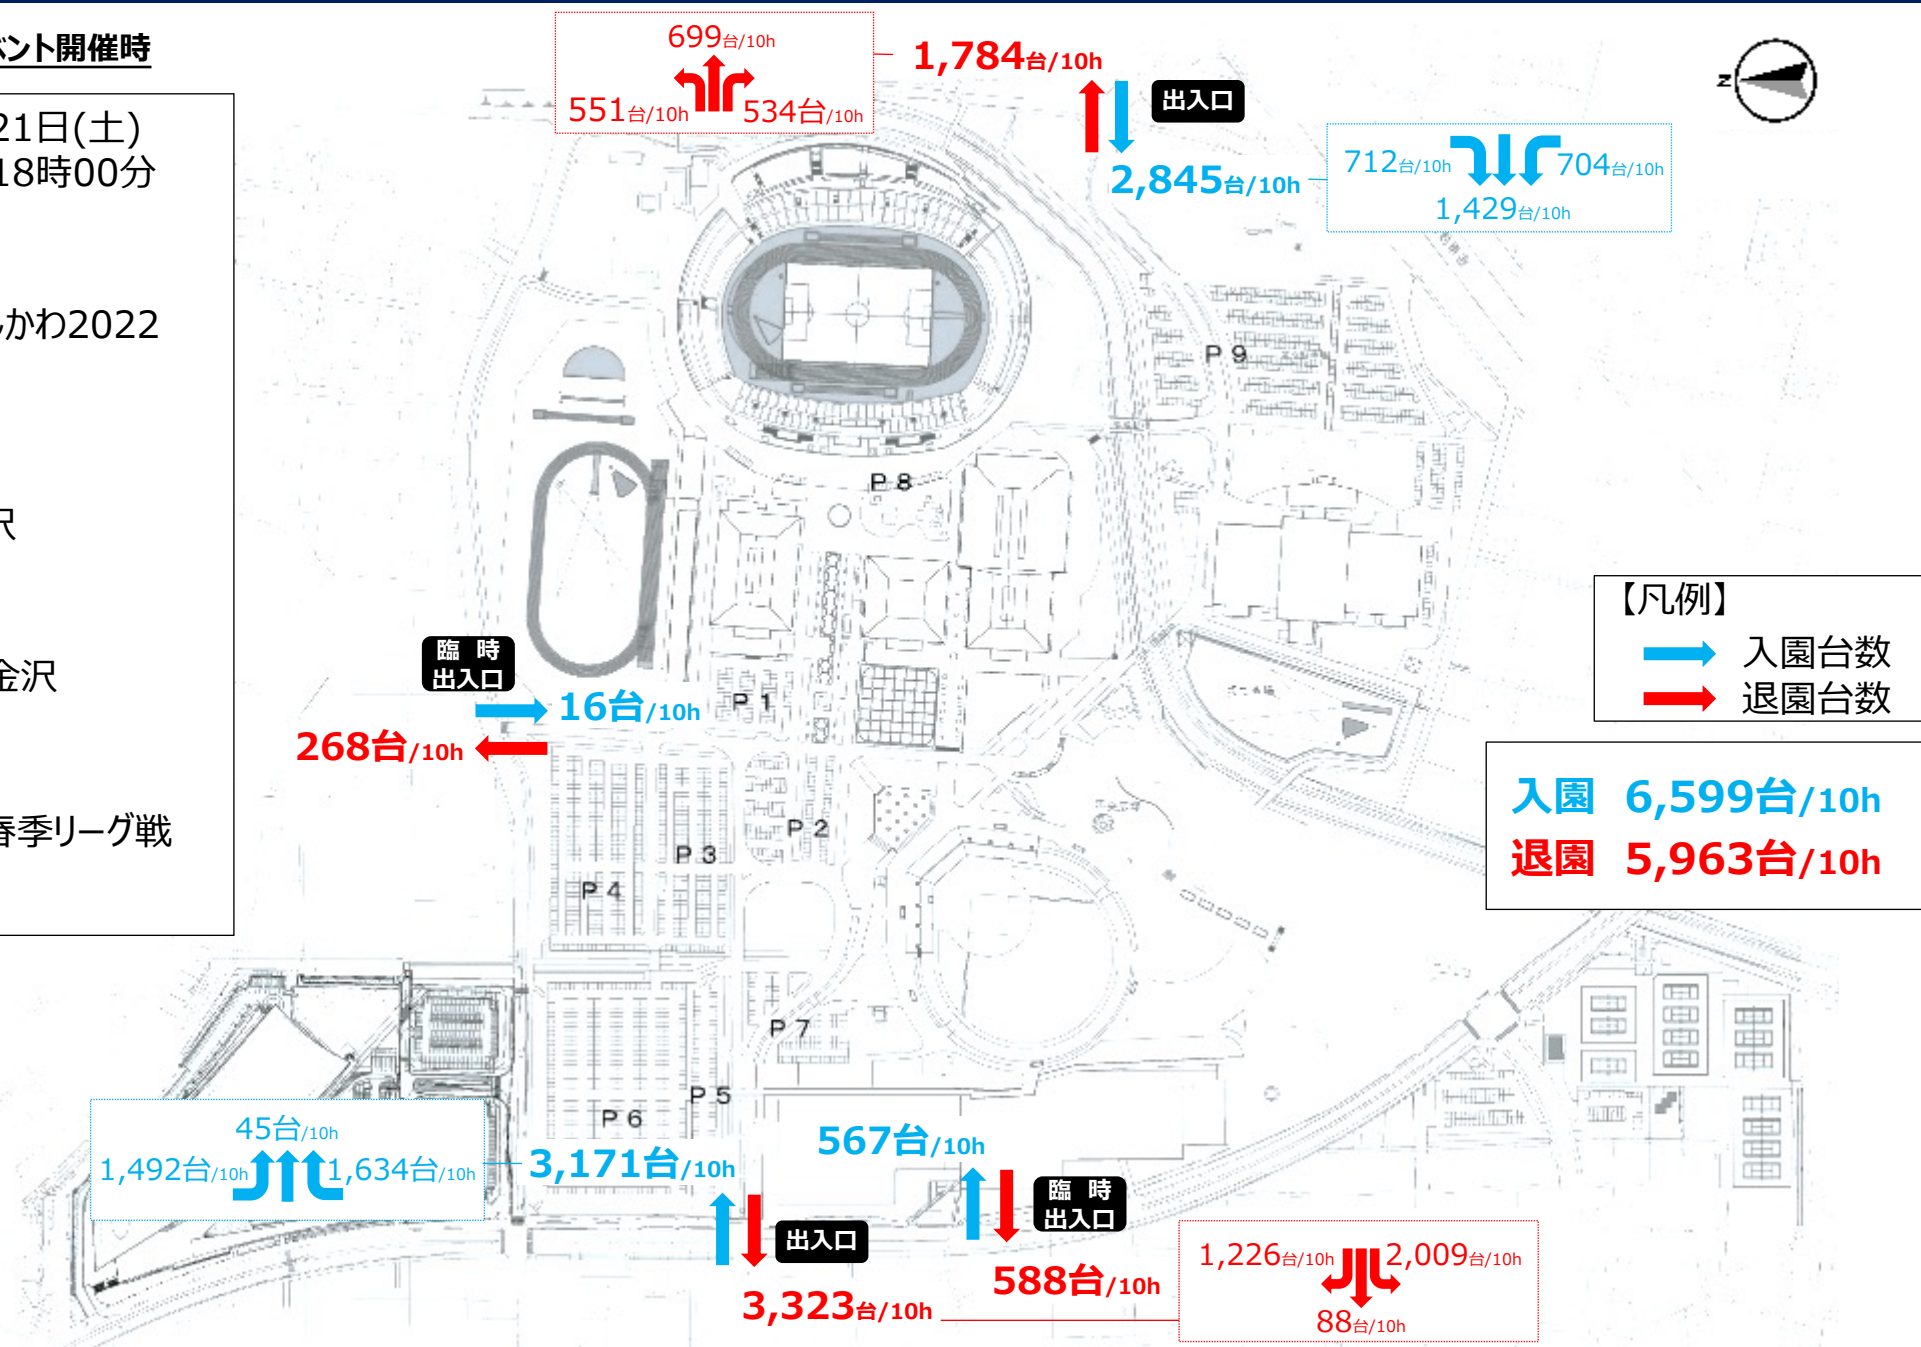 ベント開催時
21日(土)
18時00分
かわ2022
沢
金沢
春季リーグ戦
699台/10h
551台/10h
534台/10h
1,784台/10h
出入口
2,845台/10h
712台/10h
704台/10h
1,429台/10h
N
P 9
P 8
臨 時
出入口
16台/10h
268台/10h
P 1
P 2
P 3
P 4
【凡例】
入園台数
退園台数
入園 6,599台/10h
退園 5,963台/10h
P 7
P 5
P 6
45台/10h
1,492台/10h
1,634台/10h
3,171台/10h
567台/10h
出入口
臨 時
出入口
588台/10h
3,323台/10h
1,226台/10h
2,009台/10h
88台/10h